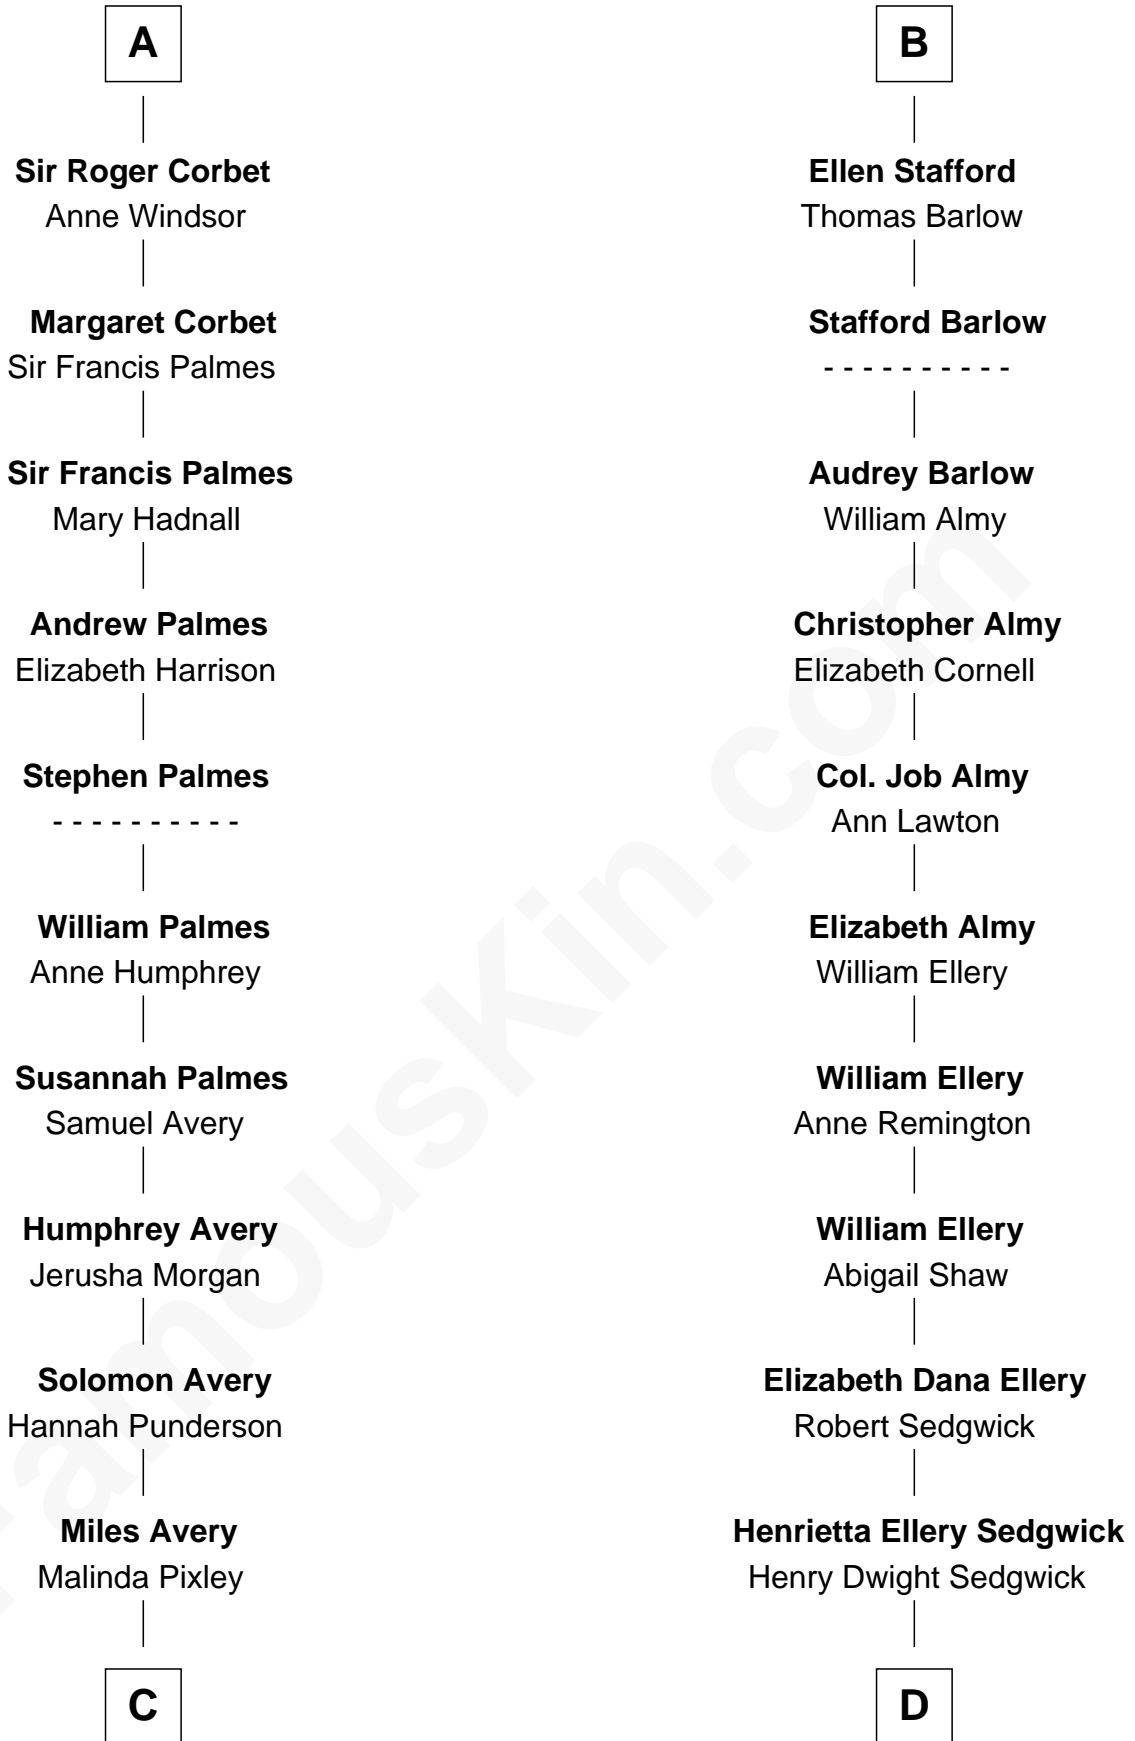 A
Sir Roger Corbet
Anne Windsor
Margaret Corbet
Sir Francis Palmes
Sir Francis Palmes
Mary Hadnall
Andrew Palmes
Elizabeth Harrison
Stephen Palmes
- - - - - - - - - -
William Palmes
Anne Humphrey
Susannah Palmes
Samuel Avery
Humphrey Avery
Jerusha Morgan
Solomon Avery
Hannah Punderson
Miles Avery
Malinda Pixley
C
B
Ellen Stafford
Thomas Barlow
Stafford Barlow
- - - - - - - - - -
Audrey Barlow
William Almy
Christopher Almy
Elizabeth Cornell
Col. Job Almy
Ann Lawton
Elizabeth Almy
William Ellery
William Ellery
Anne Remington
William Ellery
Abigail Shaw
Elizabeth Dana Ellery
Robert Sedgwick
Henrietta Ellery Sedgwick
Henry Dwight Sedgwick
D
FamousKin.com